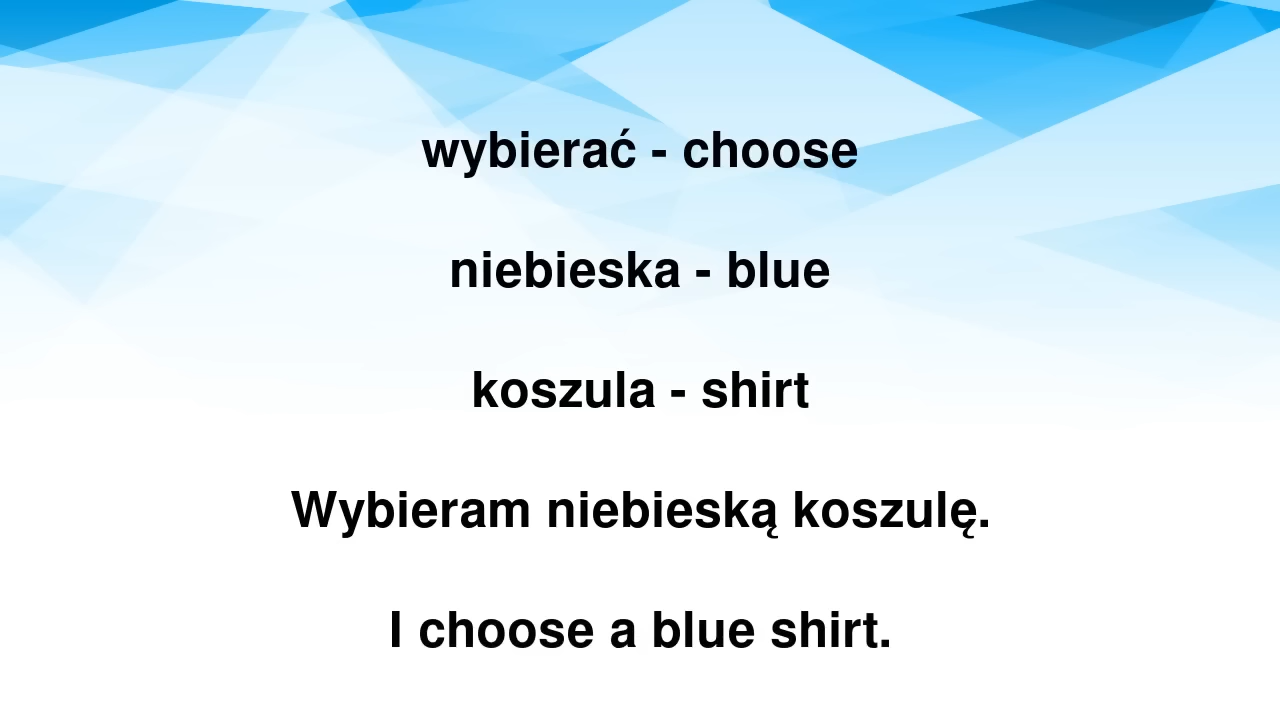 wybierać - choose
niebieska - blue
koszula - shirt
Wybieram niebieską koszulę.
I choose a blue shirt.